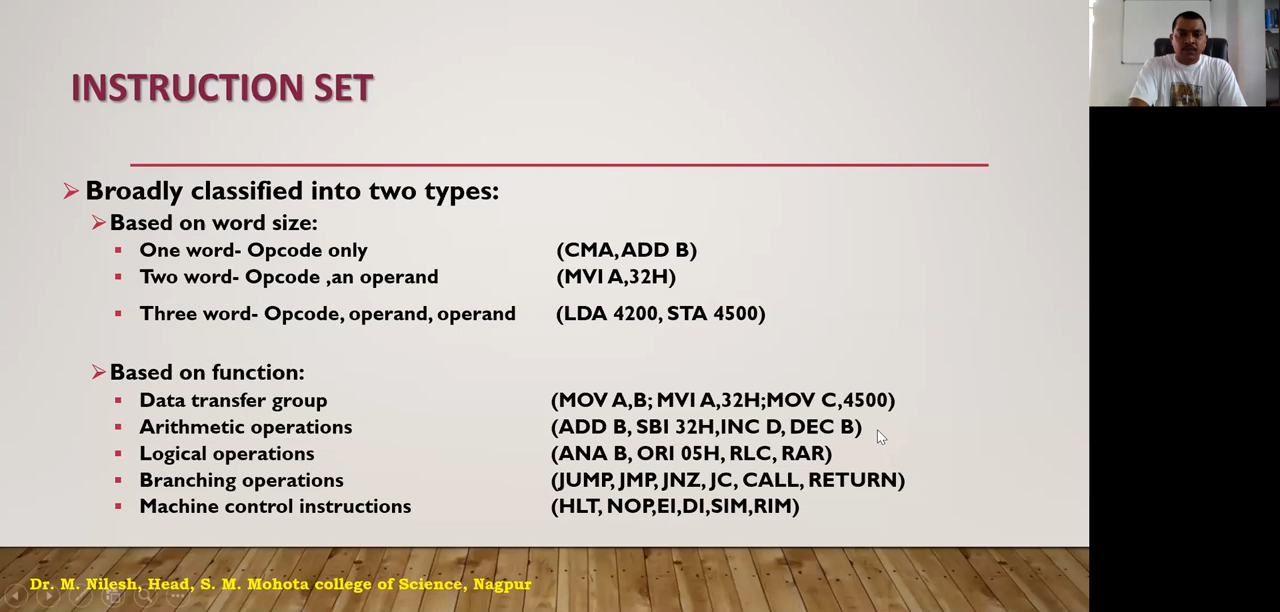 INSTRUCTION SET
Broadly classified into two types:
Based on word size:
One word- Opcode only (CMA, ADD B)
Two word- Opcode ,an operand (MVI A,32H)
Three word- Opcode, operand, operand (LDA 4200, STA 4500)
Based on function:
Data transfer group (MOV A,B; MVI A,32H;MOV C,4500)
Arithmetic operations (ADD B, SBI 32H,INC D, DEC B)
Logical operations (ANA B, ORI 05H, RLC, RAR)
Branching operations (JUMP, JMP, JNZ, JC, CALL, RETURN)
Machine control instructions (HLT, NOP,EI,DI,SIM,RIM)
Dr. M. Nilesh, Head, S. M. Mohota college of Science, Nagpur